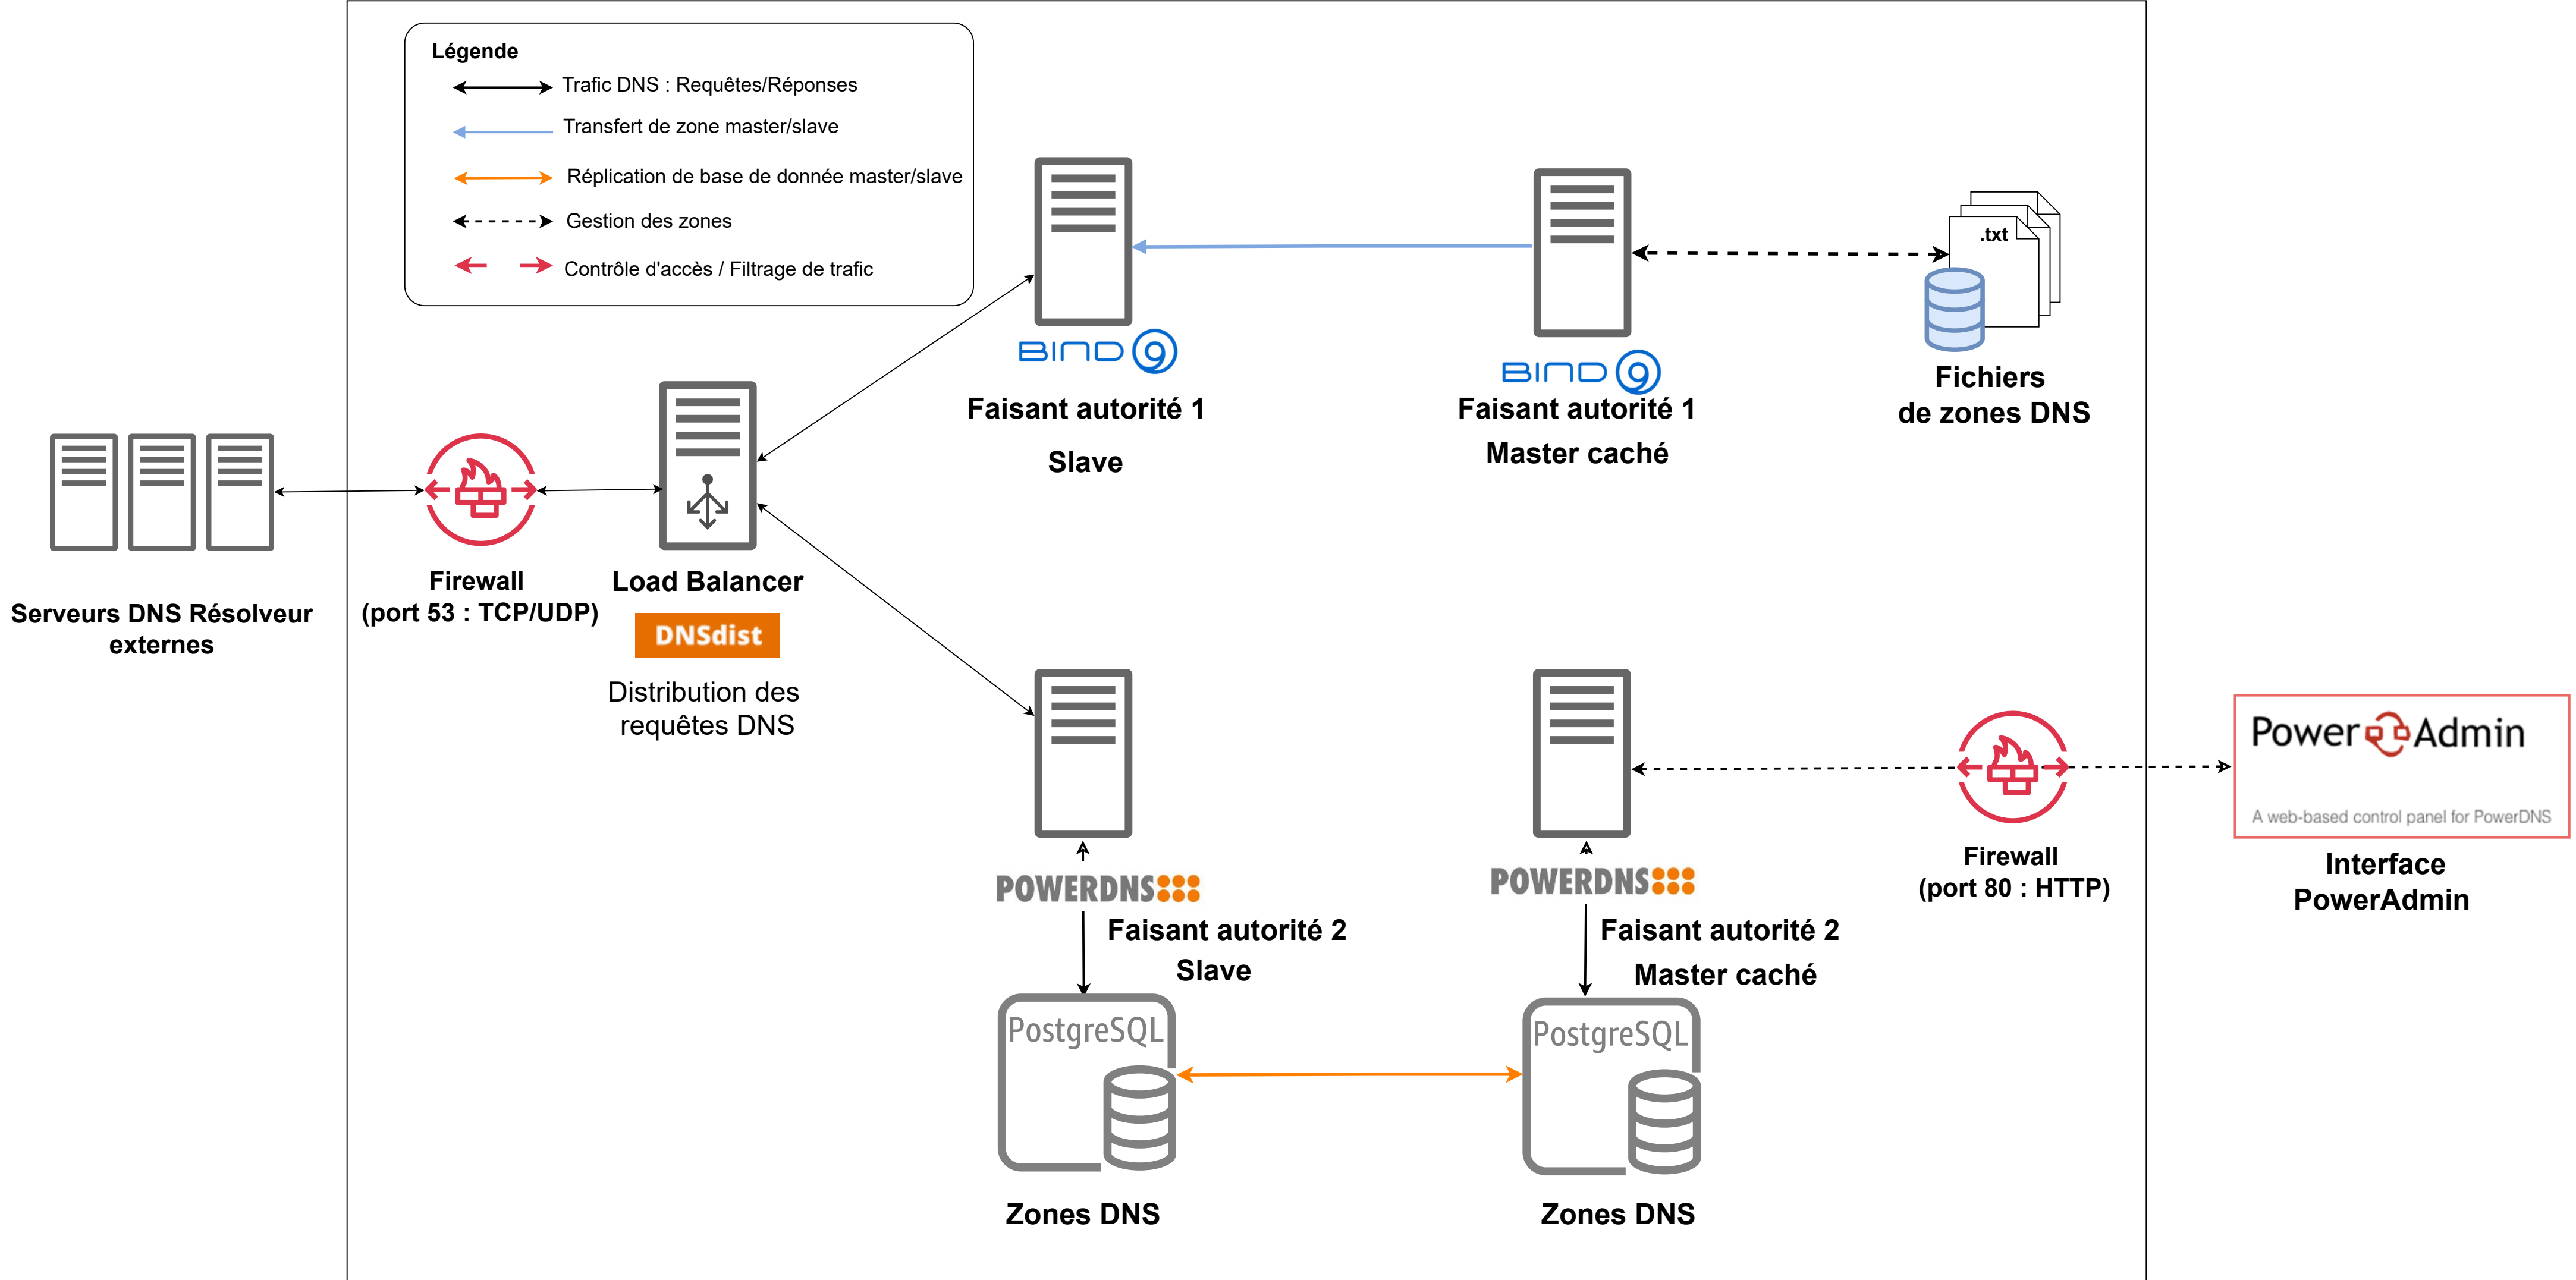 Légende
Trafic DNS : Requêtes/Réponses
Transfert de zone master/slave
Réplication de base de donnée master/slave
Gestion des zones
Contrôle d'accès / Filtrage de trafic
BIND 9
Faisant autorité 1
Slave
BIND 9
Faisant autorité 1
Master caché
.txt
Fichiers
de zones DNS
Serveurs DNS Résolveur
externes
Firewall
(port 53 : TCP/UDP)
Load Balancer
DNSdist
Distribution des
requêtes DNS
POWERDNS
Faisant autorité 2
Slave
PostgreSQL
Zones DNS
POWERDNS
Faisant autorité 2
Master caché
PostgreSQL
Zones DNS
Firewall
(port 80 : HTTP)
Power Admin
A web-based control panel for PowerDNS
Interface
PowerAdmin